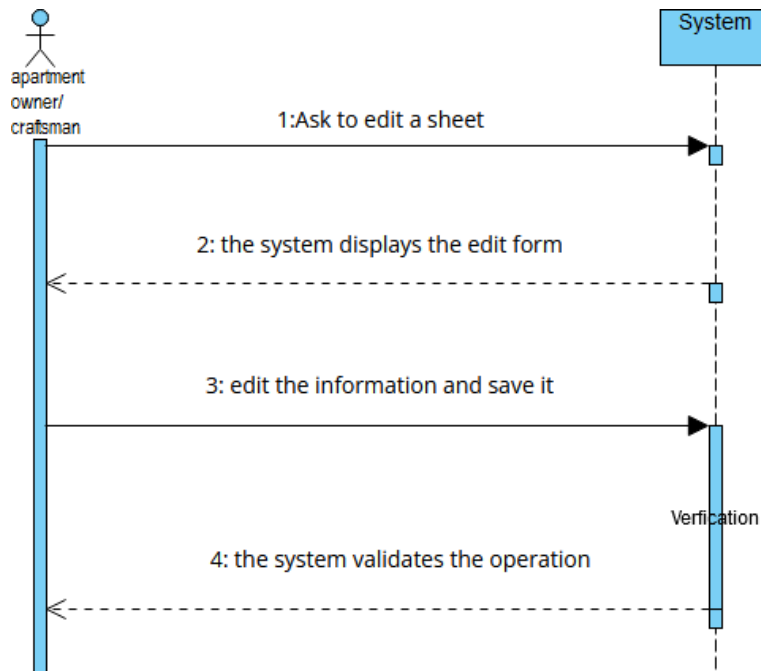 System
apartment
owner/
craftsman
1:Ask to edit a sheet
2: the system displays the edit form
3: edit the information and save it
Verfication
4: the system validates the operation